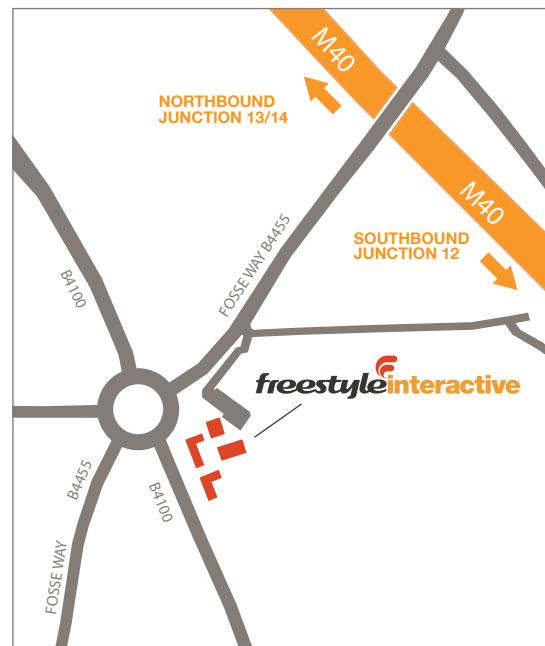 M40
NORTHBOUND
JUNCTION 13/14
M40
FOSSE WAY B4455
SOUTHBOUND
JUNCTION 12
B4100
freestyleinteractive
B4455
B4100
FOSSE WAY